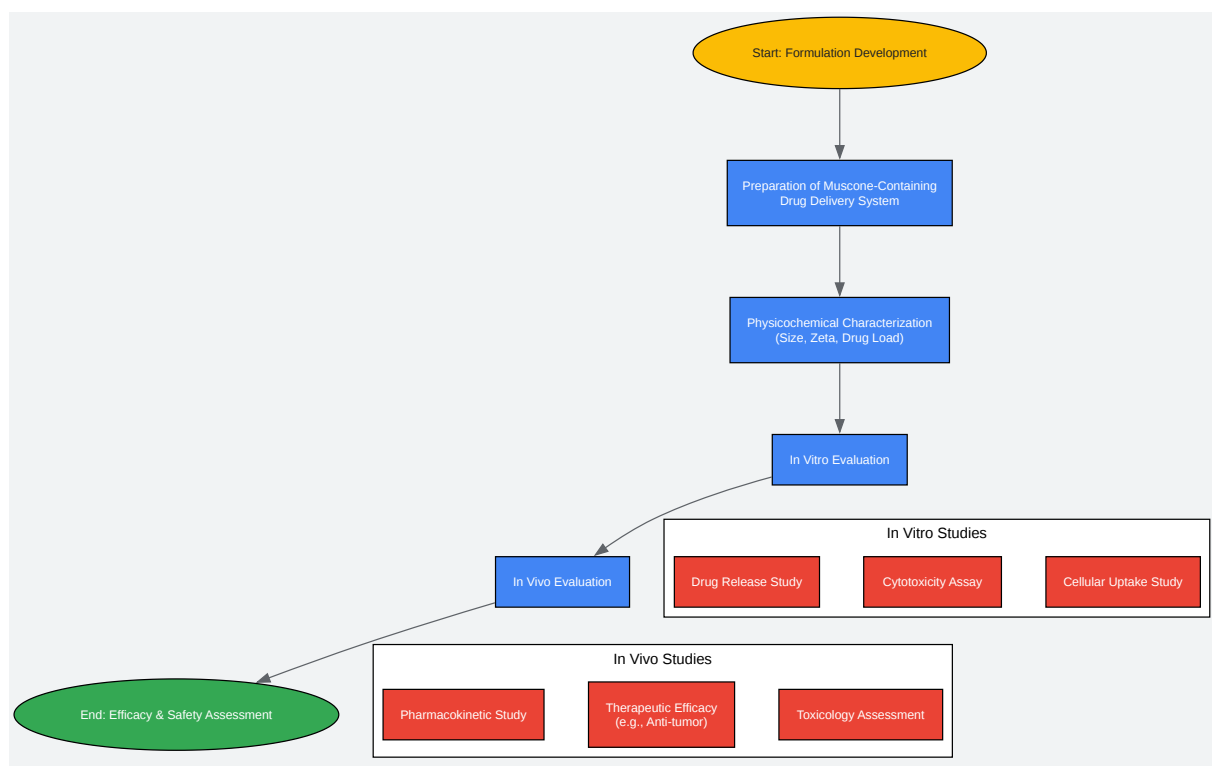 Start: Formulation Development
Preparation of Muscone-Containing
Drug Delivery System
Physicochemical Characterization
(Size, Zeta, Drug Load)
In Vitro Evaluation
In Vitro Studies
In Vivo Evaluation
Drug Release Study
Cytotoxicity Assay
Cellular Uptake Study
In Vivo Studies
End: Efficacy & Safety Assessment
Pharmacokinetic Study
Therapeutic Efficacy
(e.g., Anti-tumor)
Toxicology Assessment